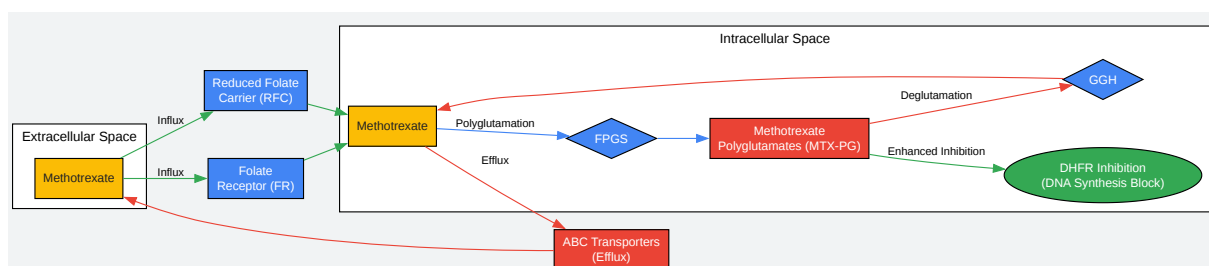 Intracellular Space
Reduced Folate
Carrier (RFC)
GGH
Deglutamation
Influx
Methotrexate
Polyglutamation
FPGS
Methotrexate
Polyglutamates (MTX-PG)
Extracellular Space
Enhanced Inhibition
Efflux
Methotrexate
Influx
Folate
Receptor (FR)
DHFR Inhibition
(DNA Synthesis Block)
ABC Transporters
(Efflux)